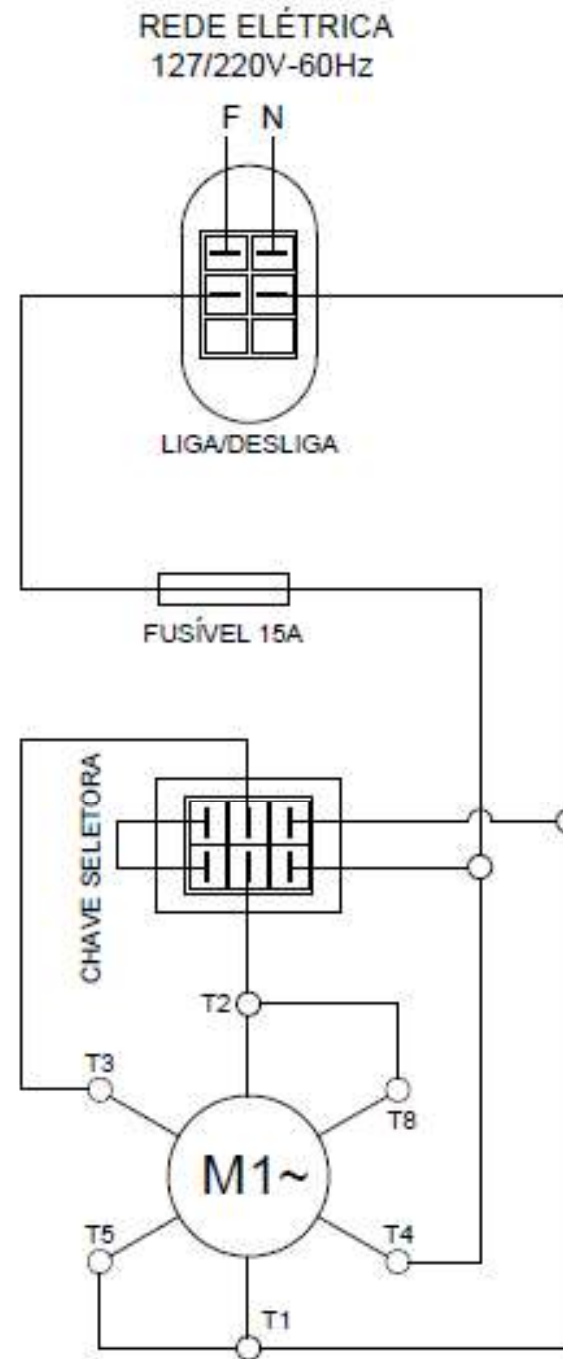 REDE ELÉTRICA
127/220V-60Hz
F N
LIGA/DESLIGA
FUSÍVEL 15A
CHAVE SELETORA
T2
T3
T8
M1~
T5
T4
T1